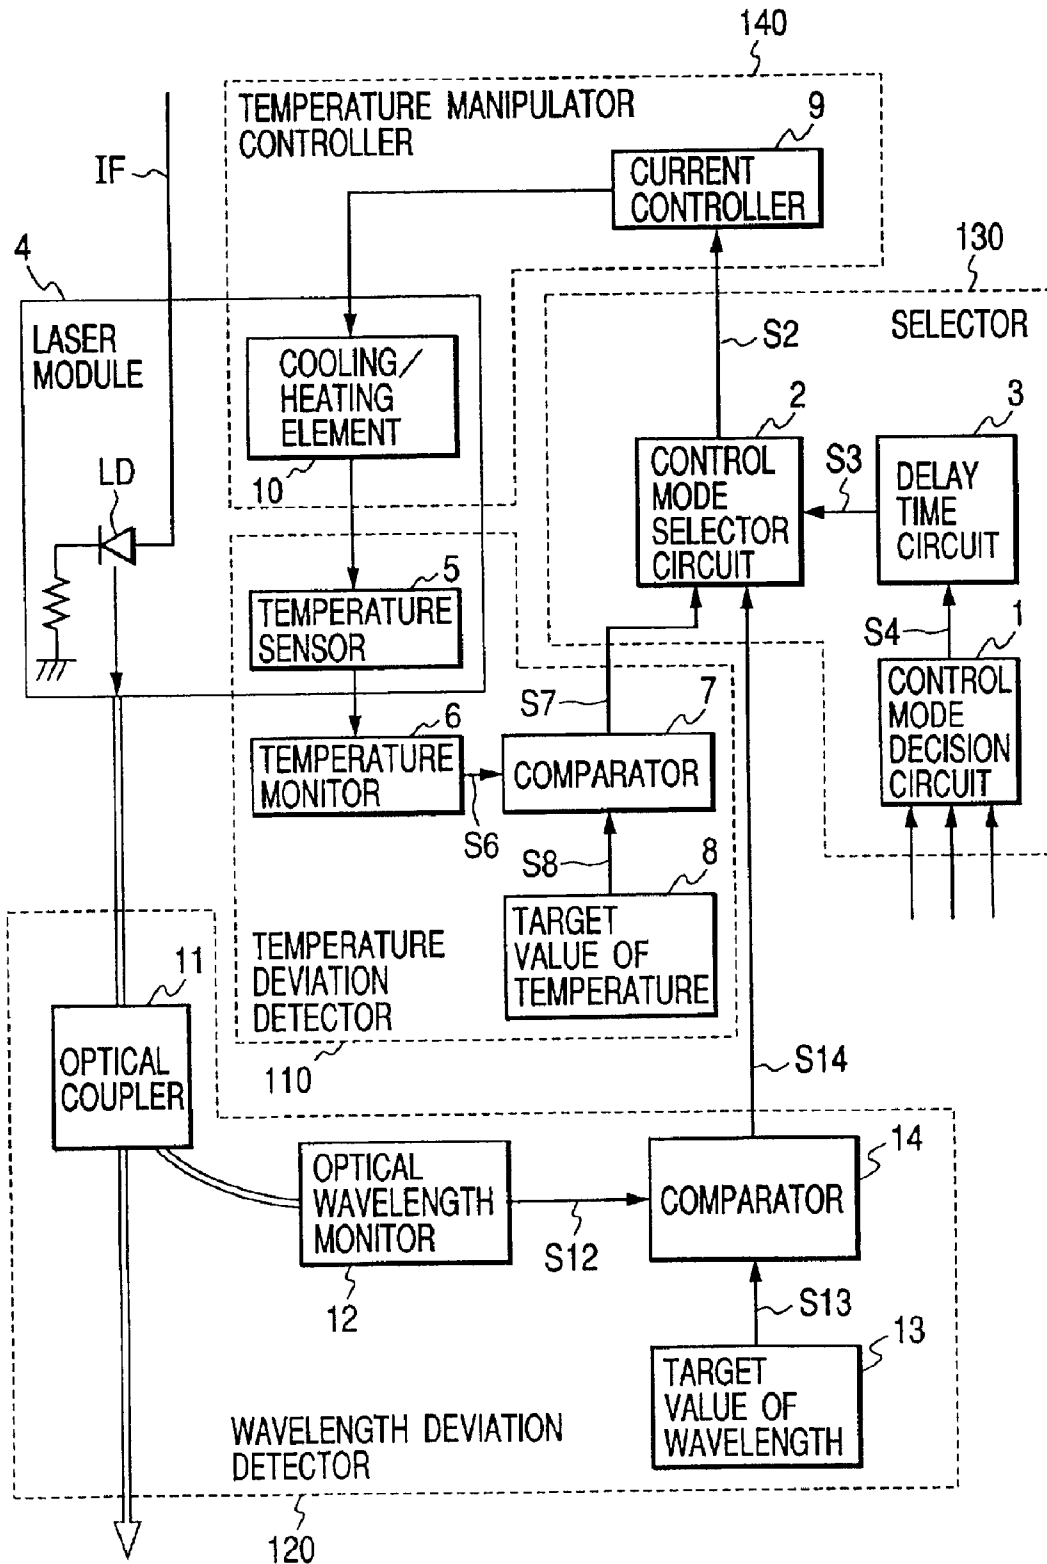 140
TEMPERATURE MANIPULATOR
CONTROLLER
9
CURRENT
CONTROLLER
IF
4
LASER
MODULE
130
SELECTOR
S2
COOLING/
HEATING
ELEMENT
10
2
CONTROL
MODE
SELECTOR
CIRCUIT
S3
3
DELAY
TIME
CIRCUIT
LD
5
TEMPERATURE
SENSOR
S4
1
CONTROL
MODE
DECISION
CIRCUIT
S7
6
TEMPERATURE
MONITOR
S6
7
COMPARATOR
S8
8
TARGET
VALUE OF
TEMPERATURE
TEMPERATURE
DEVIATION
DETECTOR
110
11
OPTICAL
COUPLER
S14
OPTICAL
WAVELENGTH
MONITOR
12
S12
14
COMPARATOR
S13
13
TARGET
VALUE OF
WAVELENGTH
WAVELENGTH DEVIATION
DETECTOR
120